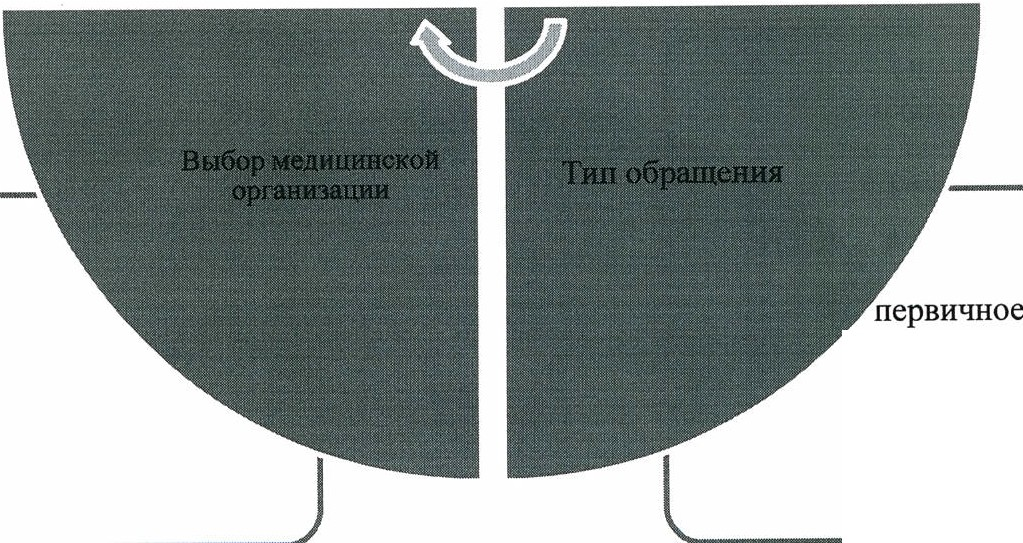 Выбор медицинской
организации
Тип обращения
первичное